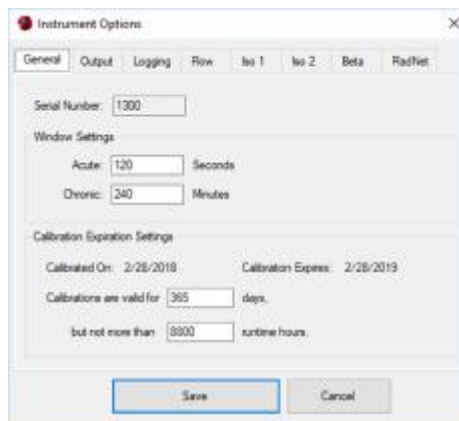 Instrument Options
General Output Logging Flow Iso 1 Iso 2 Beta RadNet
Serial Number: 1300
Window Settings
Acute: 120 Seconds
Chronic: 240 Minutes
Calibration Expiration Settings
Calibrated On: 2/28/2018 Calibration Expires: 2/28/2019
Calibrations are valid for 365 days,
but not more than 8800 runtime hours.
Save Cancel